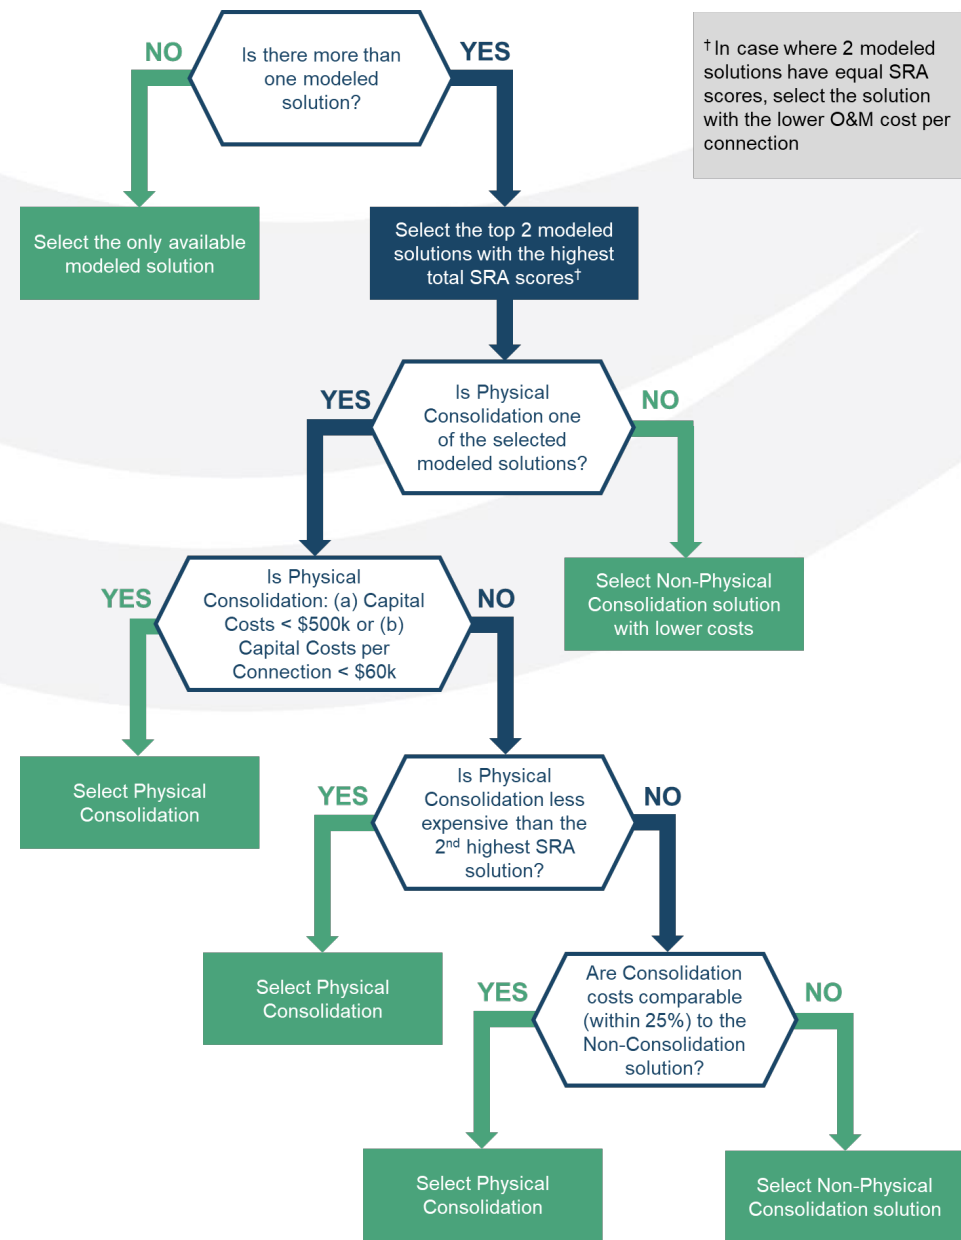 NO
Is there more than
one modeled
solution?
YES
† In case where 2 modeled
solutions have equal SRA
scores, select the solution
with the lower O&M cost per
connection
Select the only available
modeled solution
Select the top 2 modeled
solutions with the highest
total SRA scores†
YES
Is Physical
Consolidation one
of the selected
modeled solutions?
NO
YES
Is Physical
Consolidation: (a) Capital
Costs < $500k or (b)
Capital Costs per
Connection < $60k
NO
Select Non-Physical
Consolidation solution
with lower costs
Select Physical
Consolidation
YES
Is Physical
Consolidation less
expensive than the
2nd highest SRA
solution?
NO
Select Physical
Consolidation
YES
Are Consolidation
costs comparable
(within 25%) to the
Non-Consolidation
solution?
NO
Select Physical
Consolidation
Select Non-Physical
Consolidation solution